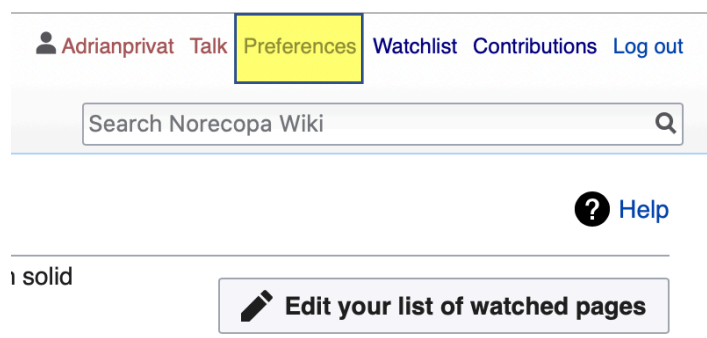 Adrianprivat Talk Preferences Watchlist Contributions Log out
Search Norecopa Wiki
? Help
solid
Edit your list of watched pages